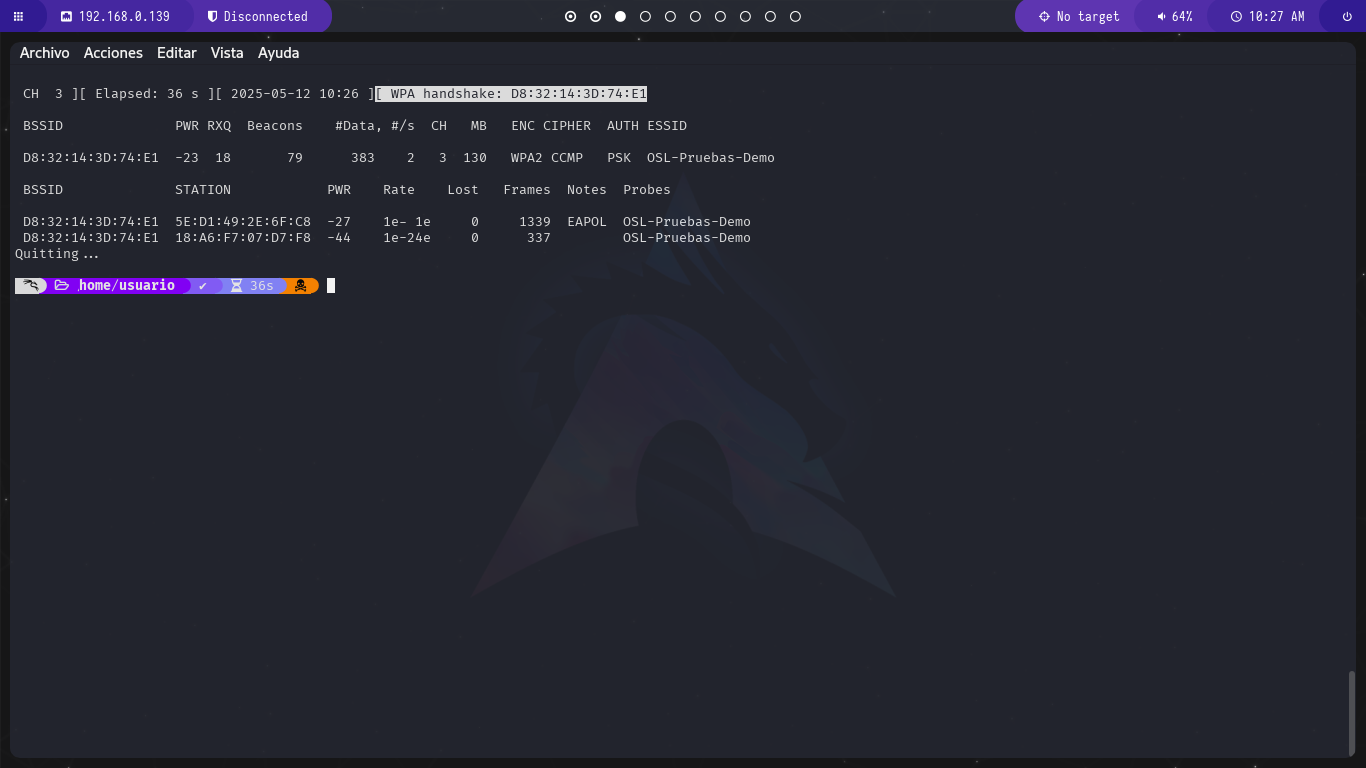 192.168.0.139 Disconnected No target 64% 10:27 AM
Archivo Acciones Editar Vista Ayuda
CH 3 ][ Elapsed: 36 s ][ 2025-05-12 10:26 ][ WPA handshake: D8:32:14:3D:74:E1
BSSID PWR RXQ Beacons #Data, #/s CH MB ENC CIPHER AUTH ESSID
D8:32:14:3D:74:E1 -23 18 79 383 2 3 130 WPA2 CCMP PSK OSL-Pruebas-Demo
BSSID STATION PWR Rate Lost Frames Notes Probes
D8:32:14:3D:74:E1 5E:D1:49:2E:6F:C8 -27 1e- 1e 0 1339 EAPOL OSL-Pruebas-Demo
D8:32:14:3D:74:E1 18:A6:F7:07:D7:F8 -44 1e-24e 0 337 OSL-Pruebas-Demo
Quitting...
/home/usuario ✔ 36s